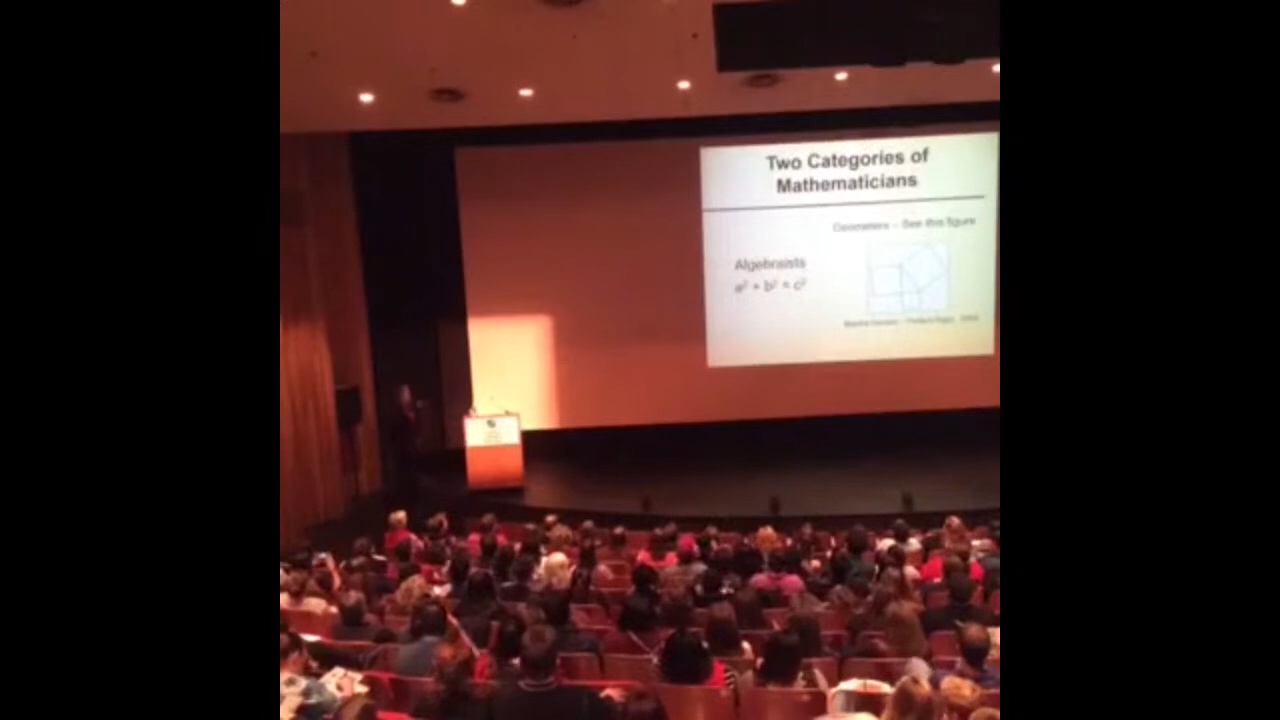 Two Categories of
Mathematicians
Geometers – See this figure
Algebraists
a² + b² = c²